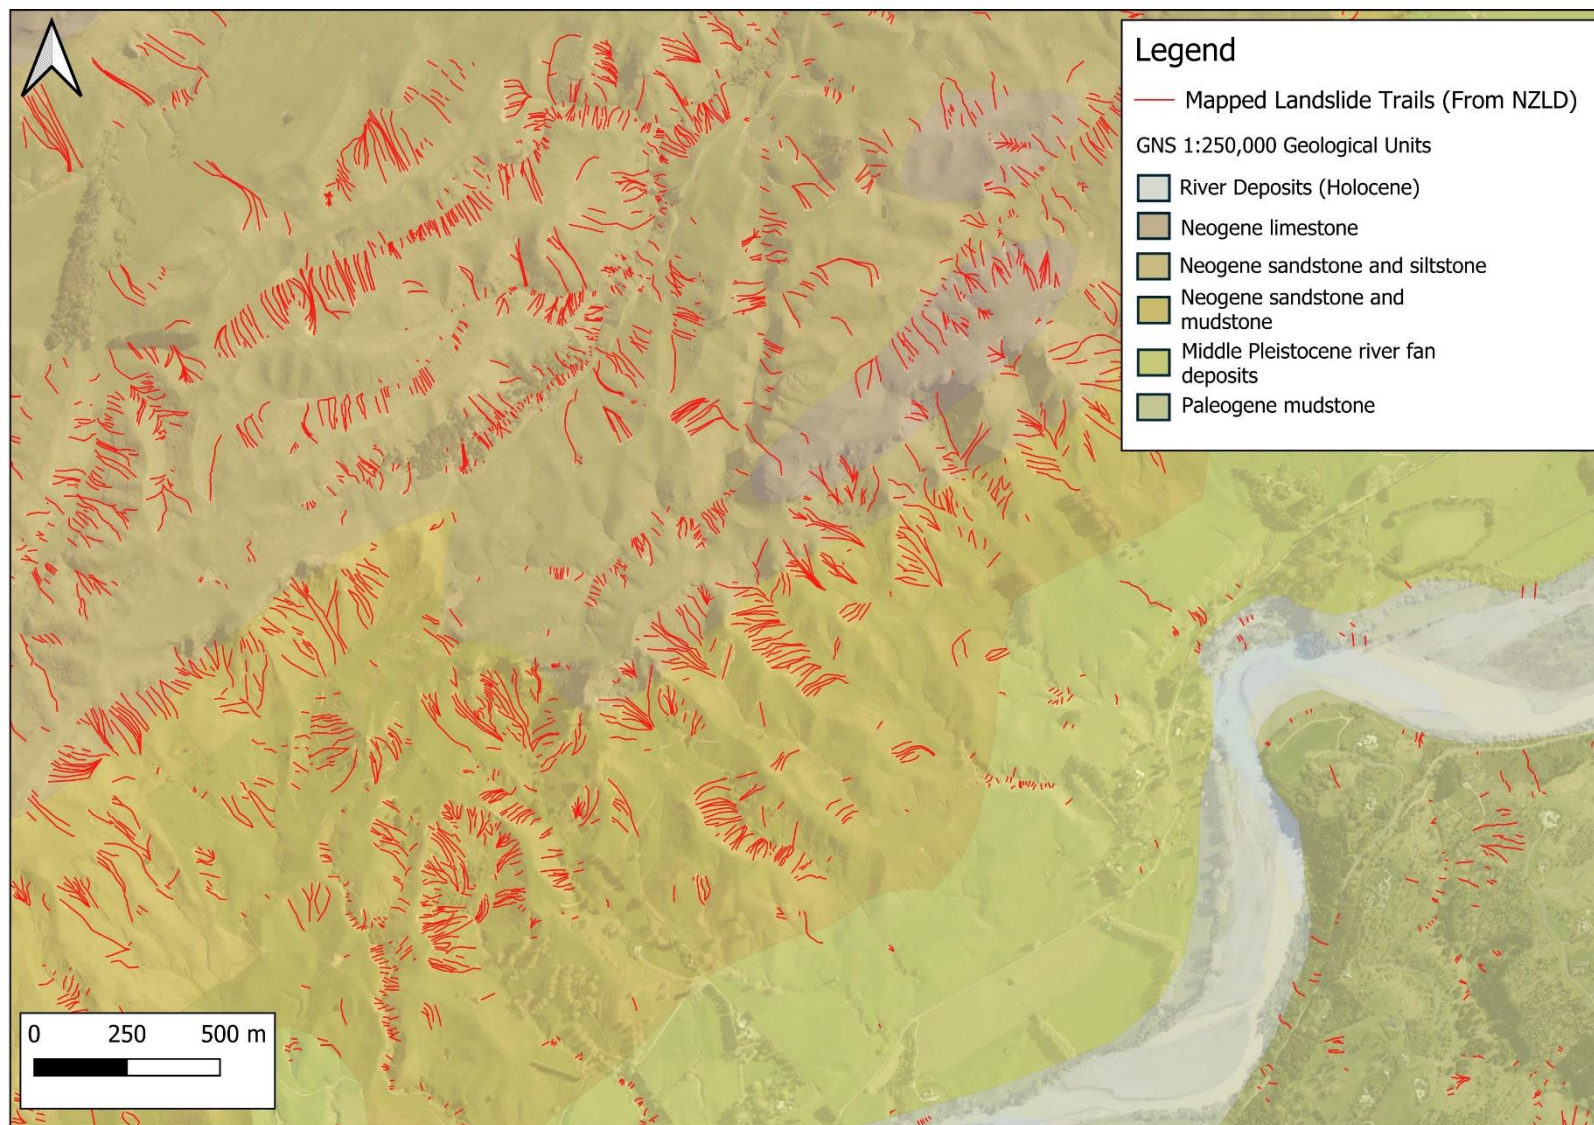 Legend
Mapped Landslide Trails (From NZLD)
GNS 1:250,000 Geological Units
River Deposits (Holocene)
Neogene limestone
Neogene sandstone and siltstone
Neogene sandstone and
mudstone
Middle Pleistocene river fan
deposits
Paleogene mudstone
0 250 500 m